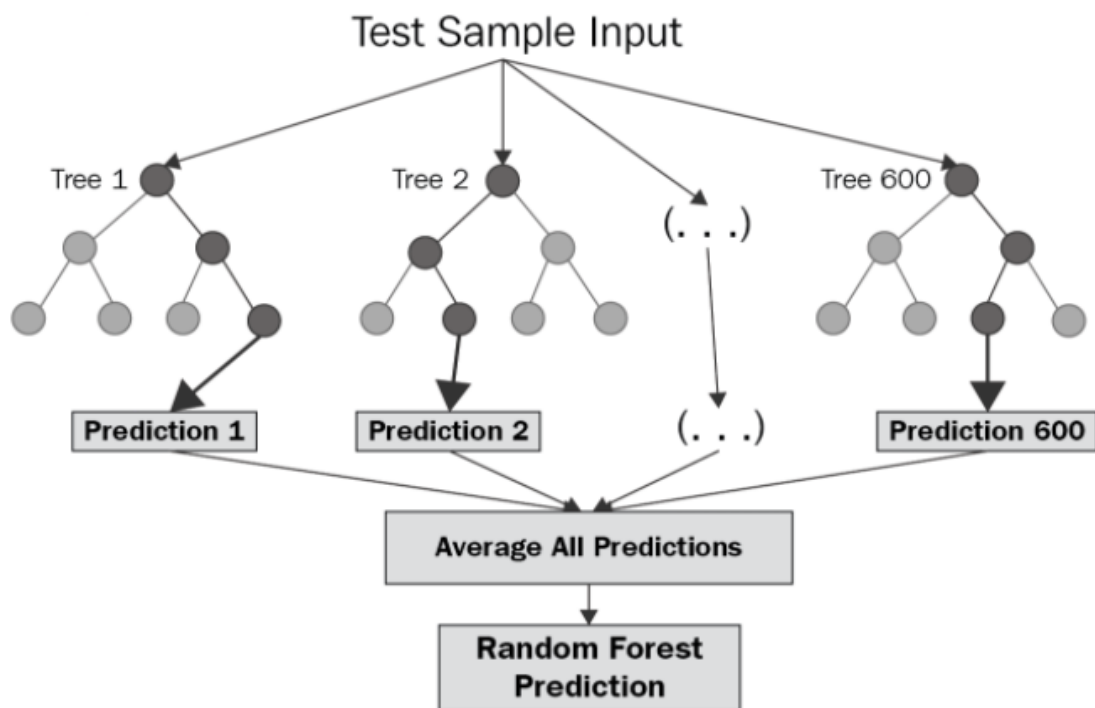 Test Sample Input
Tree 1
Tree 2
Tree 600
(. . .)
Prediction 1
Prediction 2
(. . .)
Prediction 600
Average All Predictions
Random Forest
Prediction